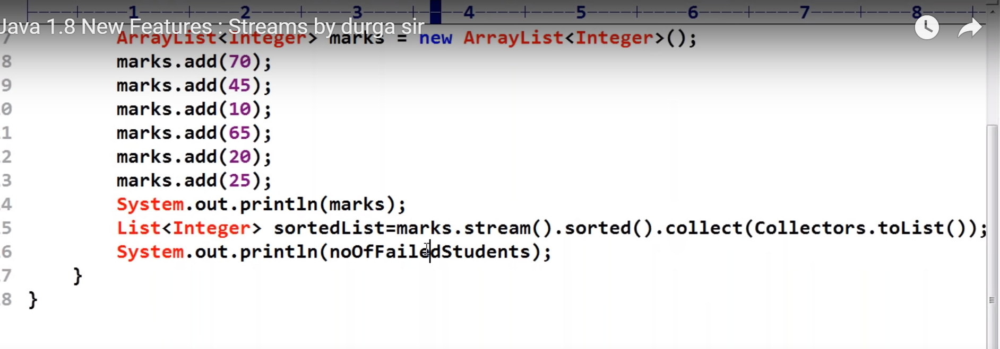 1 2 3 4 5 6 7 8
Java 1.8 New Features : Streams by durga sir
7 ArrayList<Integer> marks = new ArrayList<Integer>();
8 marks.add(70);
9 marks.add(45);
0 marks.add(10);
1 marks.add(65);
2 marks.add(20);
3 marks.add(25);
4 System.out.println(marks);
5 List<Integer> sortedList=marks.stream().sorted().collect(Collectors.toList());
6 System.out.println(noOfFailedStudents);
7 }
8 }